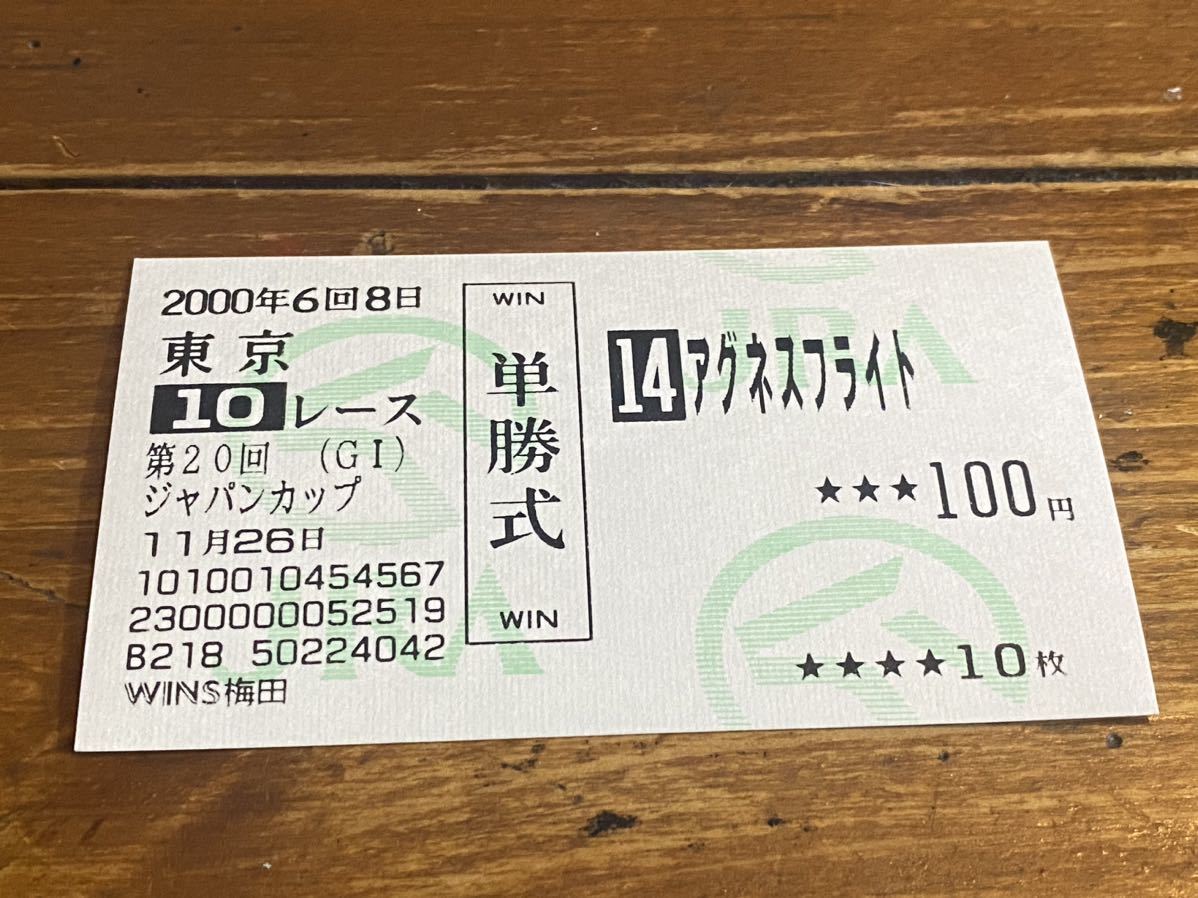 2000年6回8日
東京
10レース
第20回 (GI)
ジャパンカップ
11月26日
1010010454567
2300000052519
B218 50224042
WINS梅田
WIN
単勝式
WIN
14アグネスフライト
★★★100円
★★★★10枚
JRA
JRA